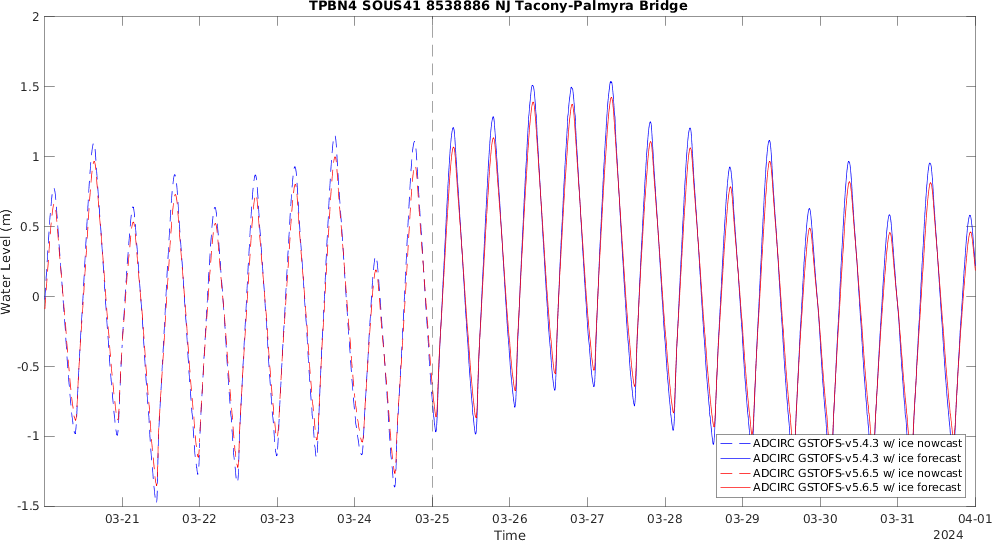 TPBN4 SOUS41 8538886 NJ Tacony-Palmyra Bridge
2
1.5
1
0.5
0
-0.5
-1
-1.5
Water Level (m)
03-21 03-22 03-23 03-24 03-25 03-26 03-27 03-28 03-29 03-30 03-31 04-01
Time
2024
ADCIRC GSTOFS-v5.4.3 w/ ice nowcast
ADCIRC GSTOFS-v5.4.3 w/ ice forecast
ADCIRC GSTOFS-v5.6.5 w/ ice nowcast
ADCIRC GSTOFS-v5.6.5 w/ ice forecast